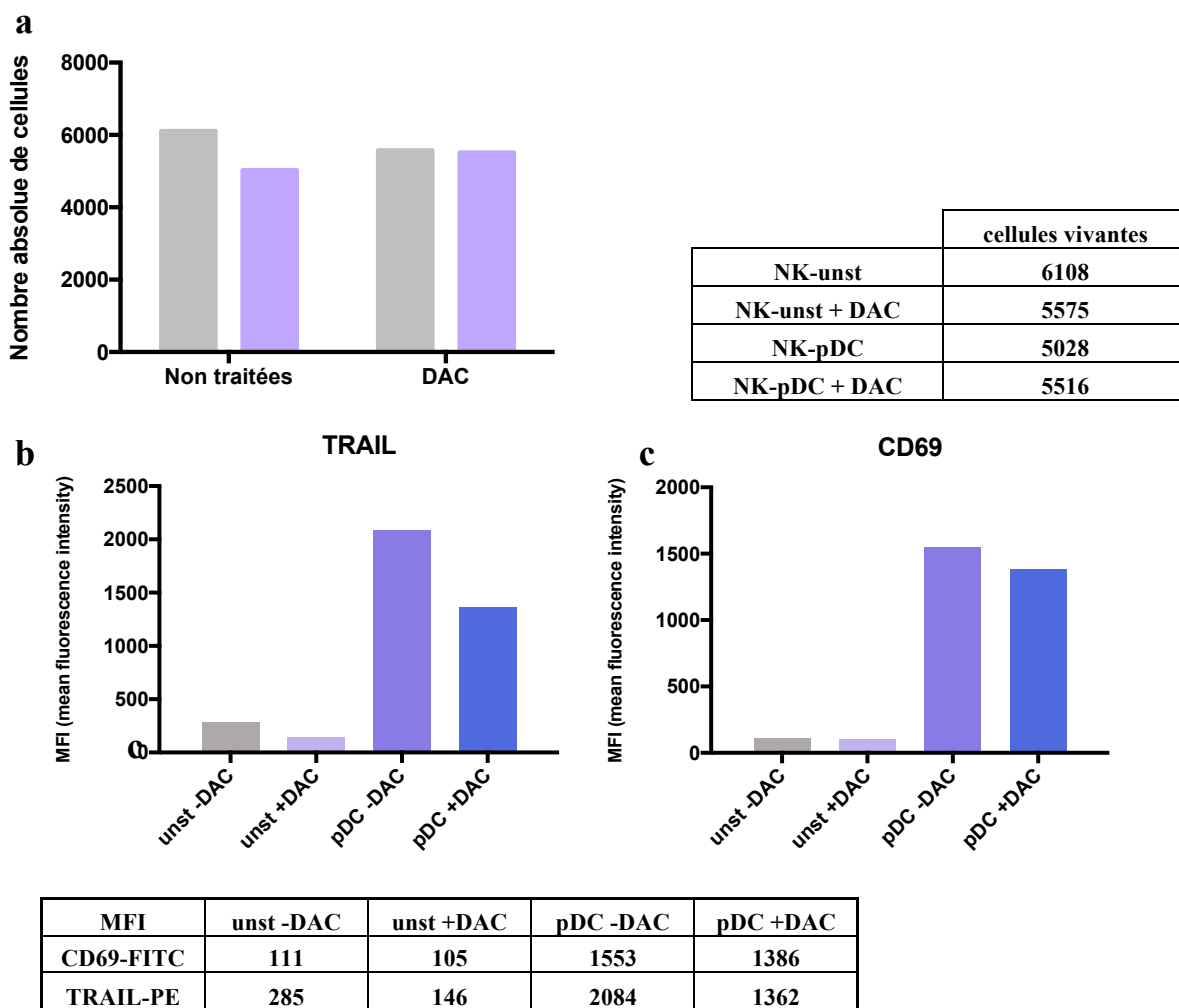 a
Nombre absolue de cellules
8000
6000
4000
2000
0
Non traitées DAC
cellules vivantes
NK-unst 6108
NK-unst + DAC 5575
NK-pDC 5028
NK-pDC + DAC 5516
b
TRAIL
MFI (mean fluorescence intensity)
2500
2000
1500
1000
500
0
c
unst -DAC unst +DAC pDC -DAC pDC +DAC
c
CD69
MFI (mean fluorescence intensity)
2000
1500
1000
500
0
unst -DAC unst +DAC pDC -DAC pDC +DAC
MFI unst -DAC unst +DAC pDC -DAC pDC +DAC
CD69-FITC 111 105 1553 1386
TRAIL-PE 285 146 2084 1362